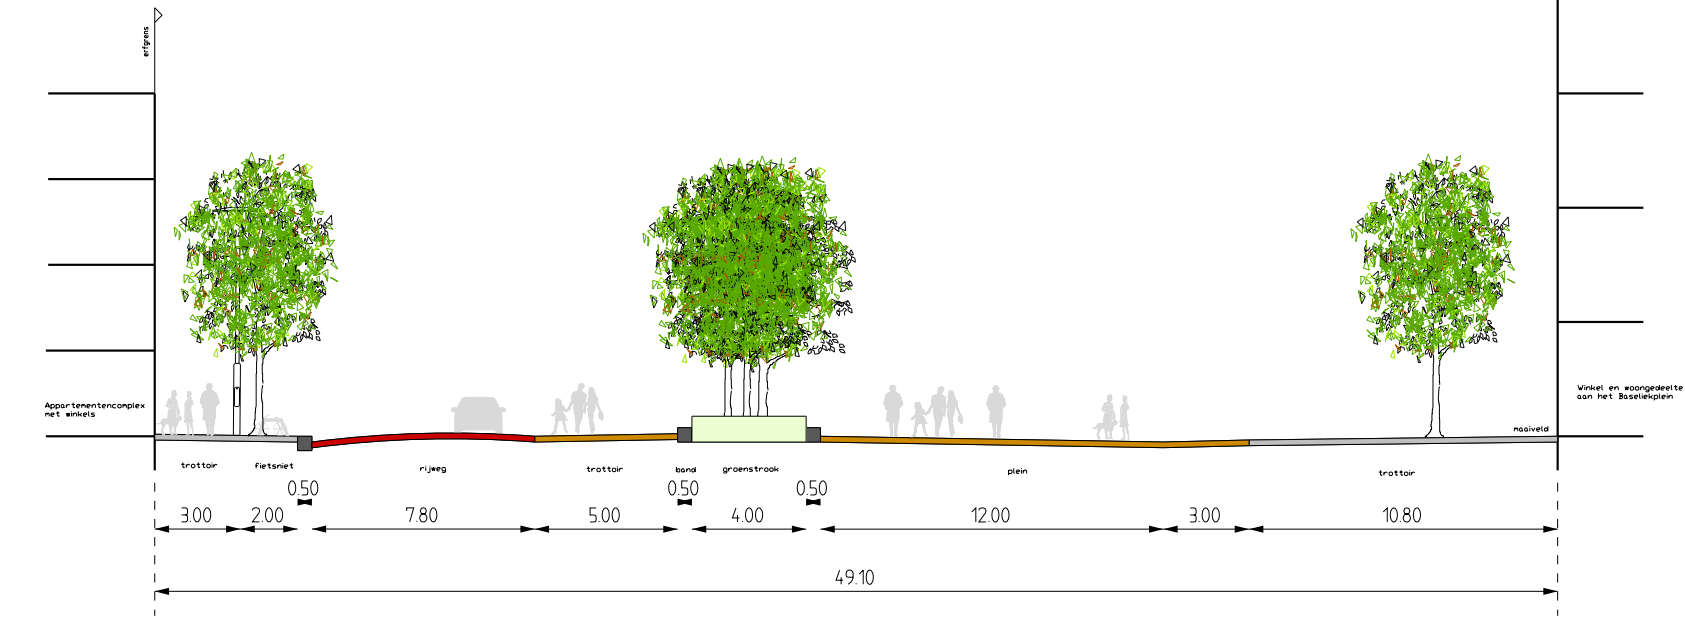 erfgrens
Appartementencomplex
met winkels
Winkel en woongedeelte
aan het Baseliekplein
maaiveld
trottoir
fietsniet
rijweg
trottoir
band
groenstrook
plein
trottoir
0.50
0.50
0.50
3.00
2.00
7.80
5.00
4.00
12.00
3.00
10.80
49.10